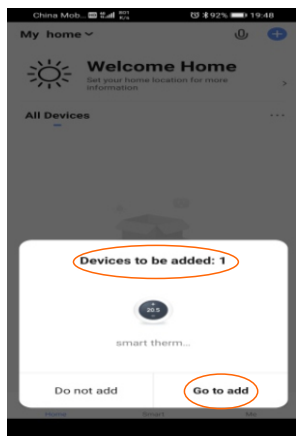 China Mob... 92% 19:48
My home
Welcome Home
Set your home location for more
information
All Devices
...
Devices to be added: 1
20.5
smart therm...
Do not add Go to add
Home Smart Me